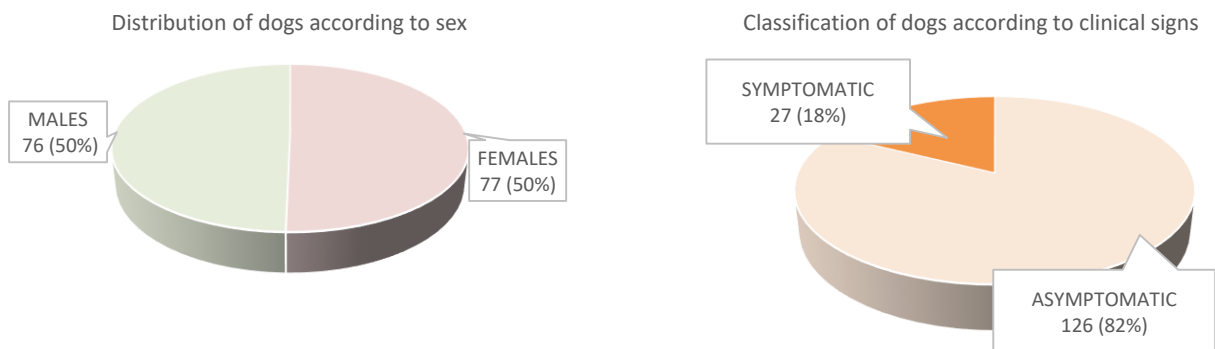 Distribution of dogs according to sex
MALES
76 (50%)
FEMALES
77 (50%)
Classification of dogs according to clinical signs
SYMPTOMATIC
27 (18%)
ASYMPTOMATIC
126 (82%)